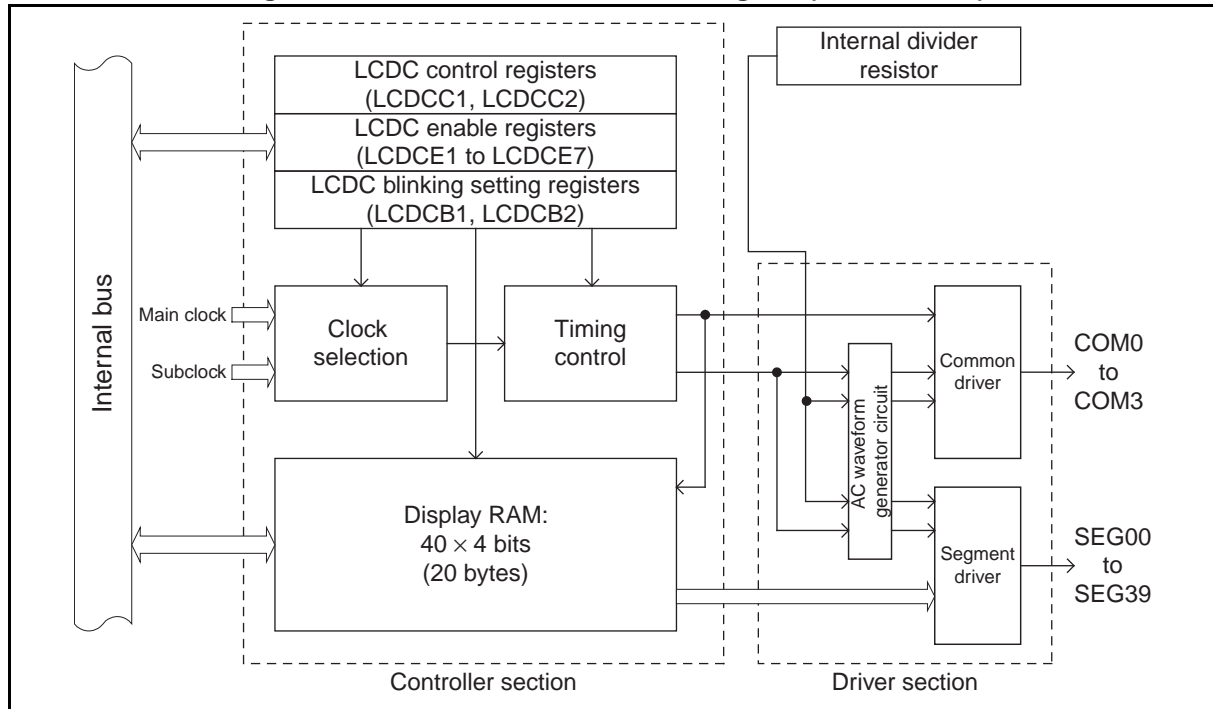 Internal divider
resistor
LCDC control registers
(LCDCC1, LCDCC2)
LCDC enable registers
(LCDCE1 to LCDCE7)
LCDC blinking setting registers
(LCDCB1, LCDCB2)
Internal bus
Main clock
Subclock
Clock
selection
Timing
control
AC waveform
generator circuit
Common
driver
COM0
to
COM3
Display RAM:
40 × 4 bits
(20 bytes)
Segment
driver
SEG00
to
SEG39
Controller section
Driver section